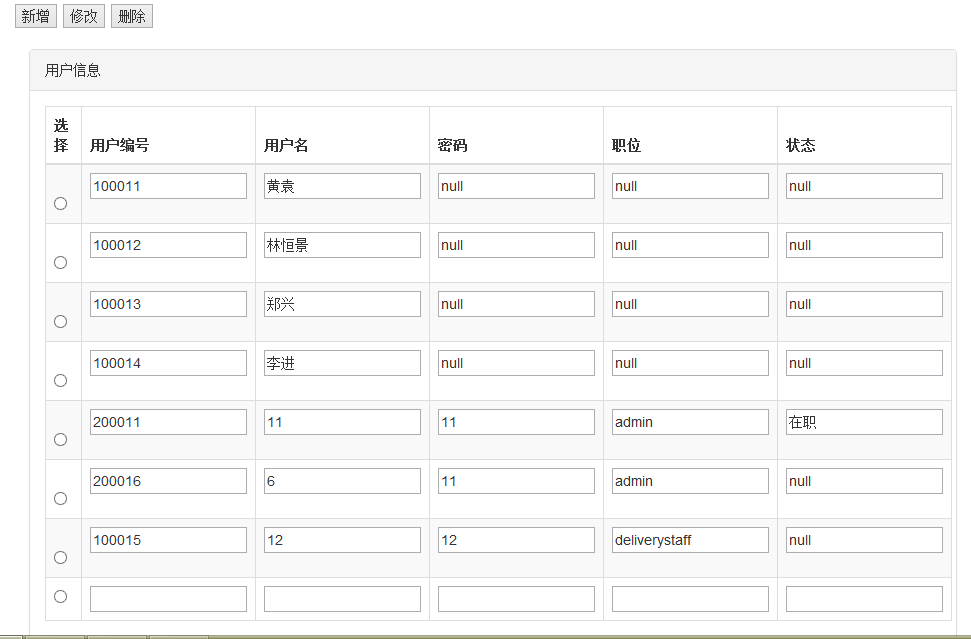 新增 修改 删除
用户信息
选择 用户编号 用户名 密码 职位 状态
100011 黄袁 null null null
100012 林恒景 null null null
100013 郑兴 null null null
100014 李进 null null null
200011 11 11 admin 在职
200016 6 11 admin null
100015 12 12 deliverystaff null